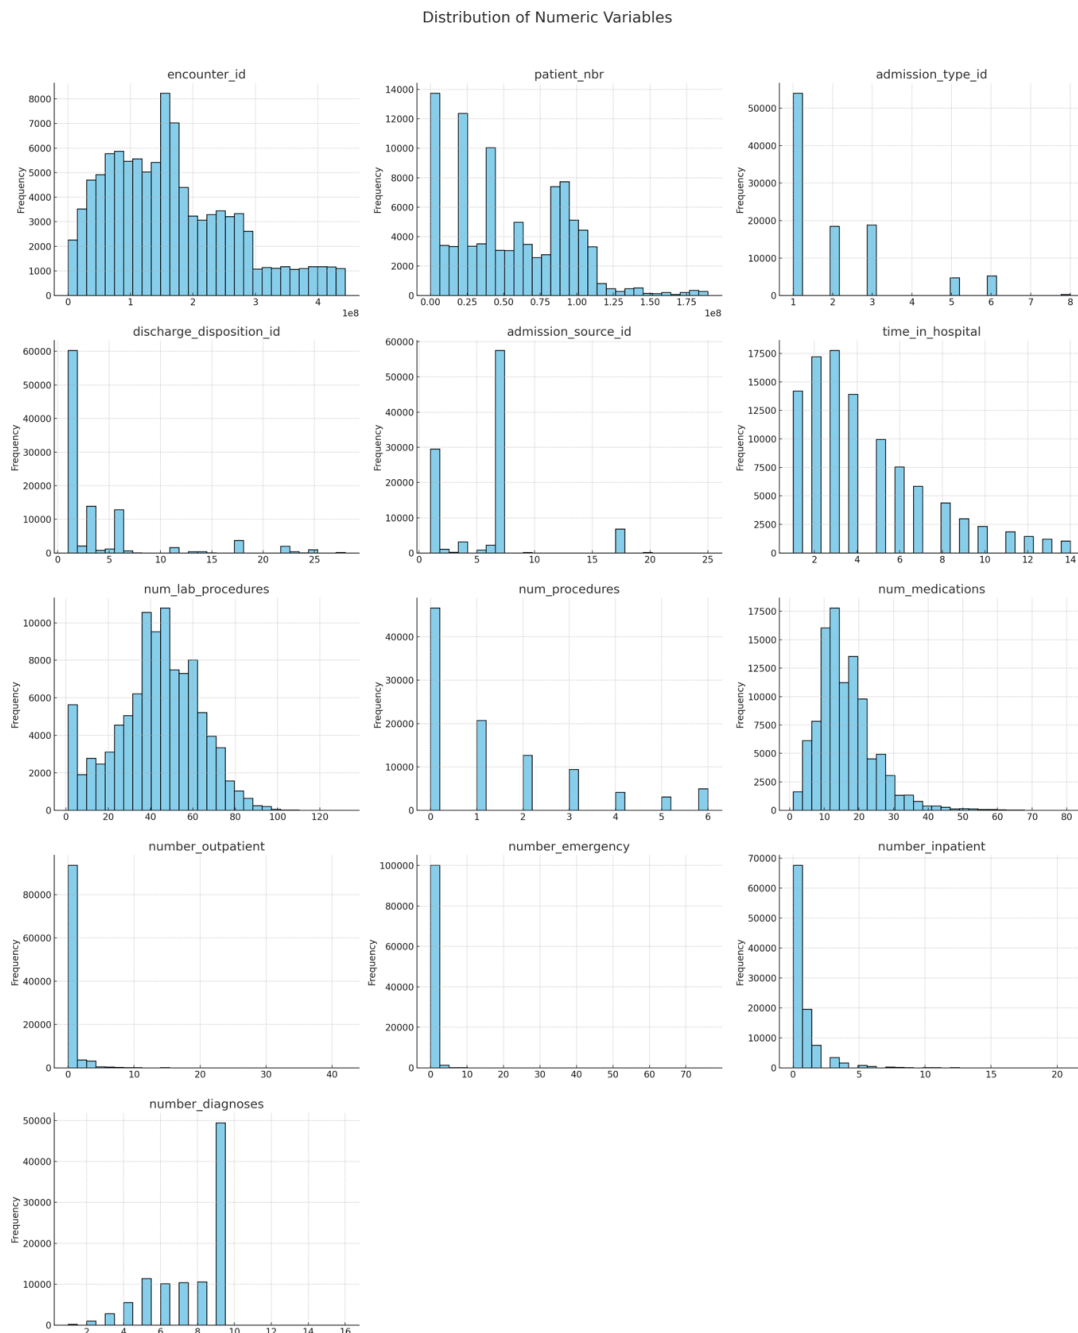 Distribution of Numeric Variables
encounter_id
Frequency
8000
7000
6000
5000
4000
3000
2000
1000
0
0 1 2 3 4
1e8
patient_nbr
Frequency
14000
12000
10000
8000
6000
4000
2000
0
0.00 0.25 0.50 0.75 1.00 1.25 1.50 1.75
1e8
admission_type_id
Frequency
50000
40000
30000
20000
10000
0
1 2 3 4 5 6 7 8
discharge_disposition_id
Frequency
60000
50000
40000
30000
20000
10000
0
0 5 10 15 20 25
admission_source_id
Frequency
60000
50000
40000
30000
20000
10000
0
0 5 10 15 20 25
time_in_hospital
Frequency
17500
15000
12500
10000
7500
5000
2500
0
2 4 6 8 10 12 14
num_lab_procedures
Frequency
10000
8000
6000
4000
2000
0
0 20 40 60 80 100 120
num_procedures
Frequency
40000
30000
20000
10000
0
0 1 2 3 4 5 6
num_medications
Frequency
17500
15000
12500
10000
7500
5000
2500
0
0 10 20 30 40 50 60 70 80
number_outpatient
Frequency
80000
60000
40000
20000
0
0 10 20 30 40
number_emergency
Frequency
100000
80000
60000
40000
20000
0
0 10 20 30 40 50 60 70
number_inpatient
Frequency
70000
60000
50000
40000
30000
20000
10000
0
0 5 10 15 20
number_diagnoses
Frequency
50000
40000
30000
20000
10000
0
2 4 6 8 10 12 14 16